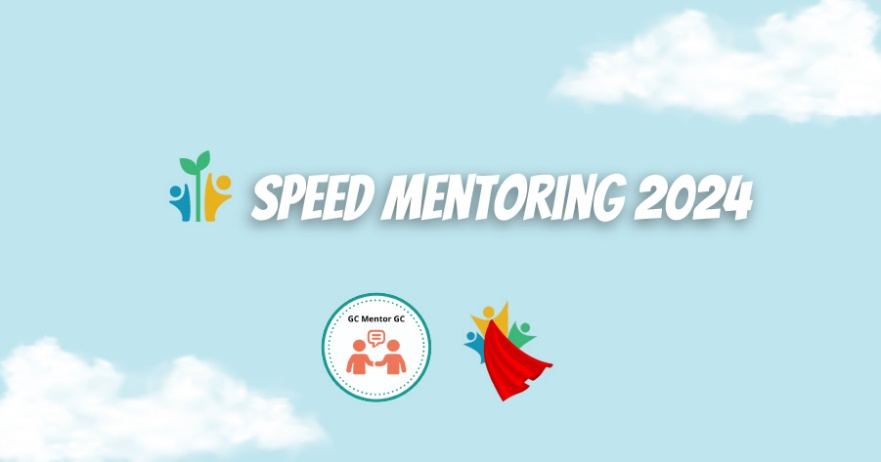 SPEED MENTORING 2024
GC Mentor GC